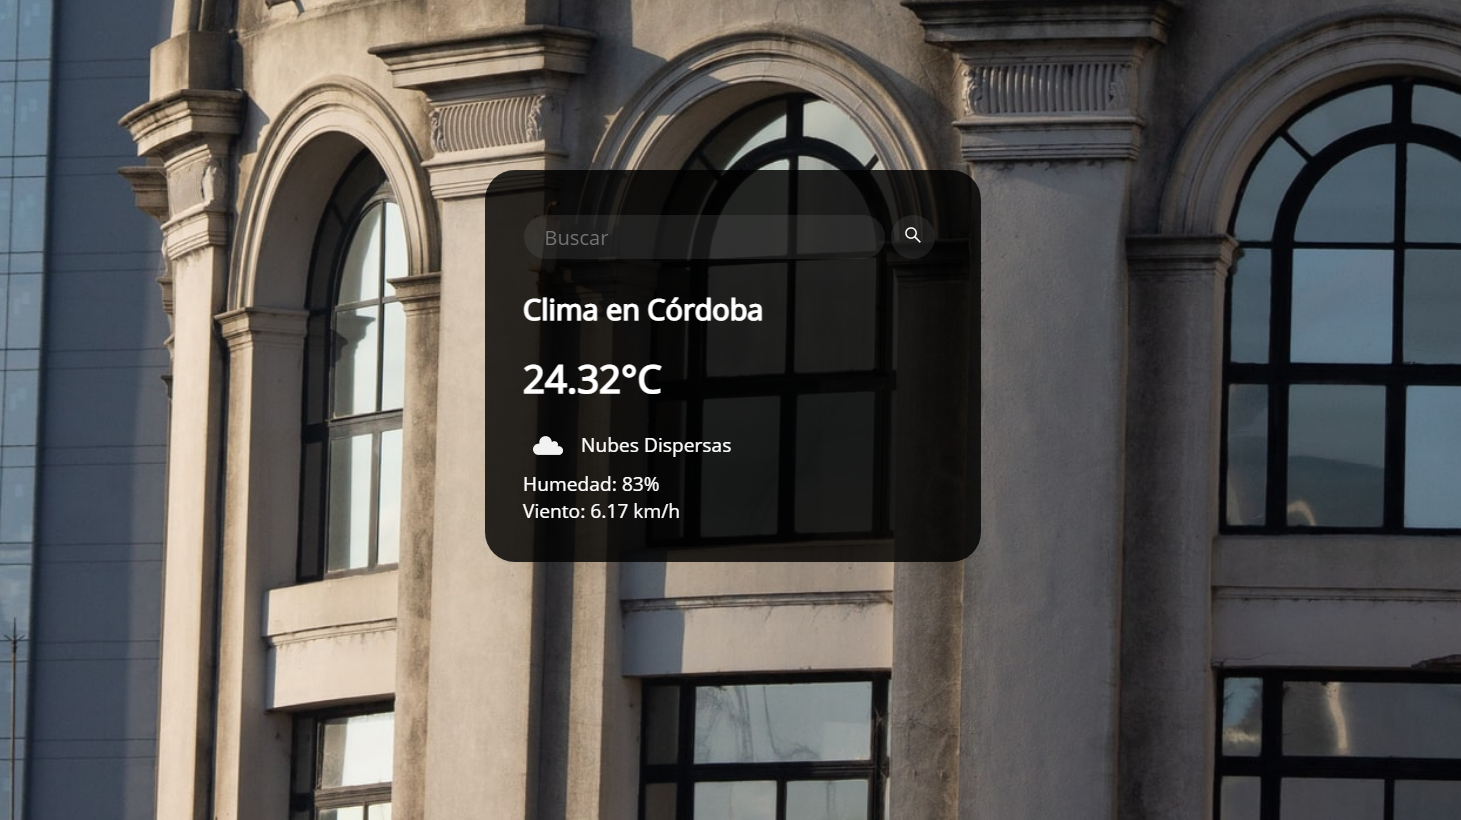 Buscar
Clima en Córdoba
24.32°C
Nubes Dispersas
Humedad: 83%
Viento: 6.17 km/h